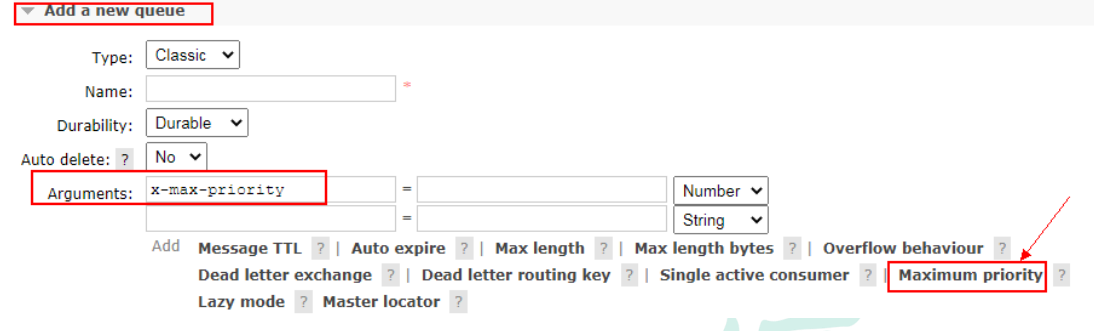 ▼ Add a new queue
Type: Classic
Name: *
Durability: Durable
Auto delete: ? No
Arguments: x-max-priority = Number
= String
Add Message TTL ? | Auto expire ? | Max length ? | Max length bytes ? | Overflow behaviour ?
Dead letter exchange ? | Dead letter routing key ? | Single active consumer ? | Maximum priority ?
Lazy mode ? Master locator ?